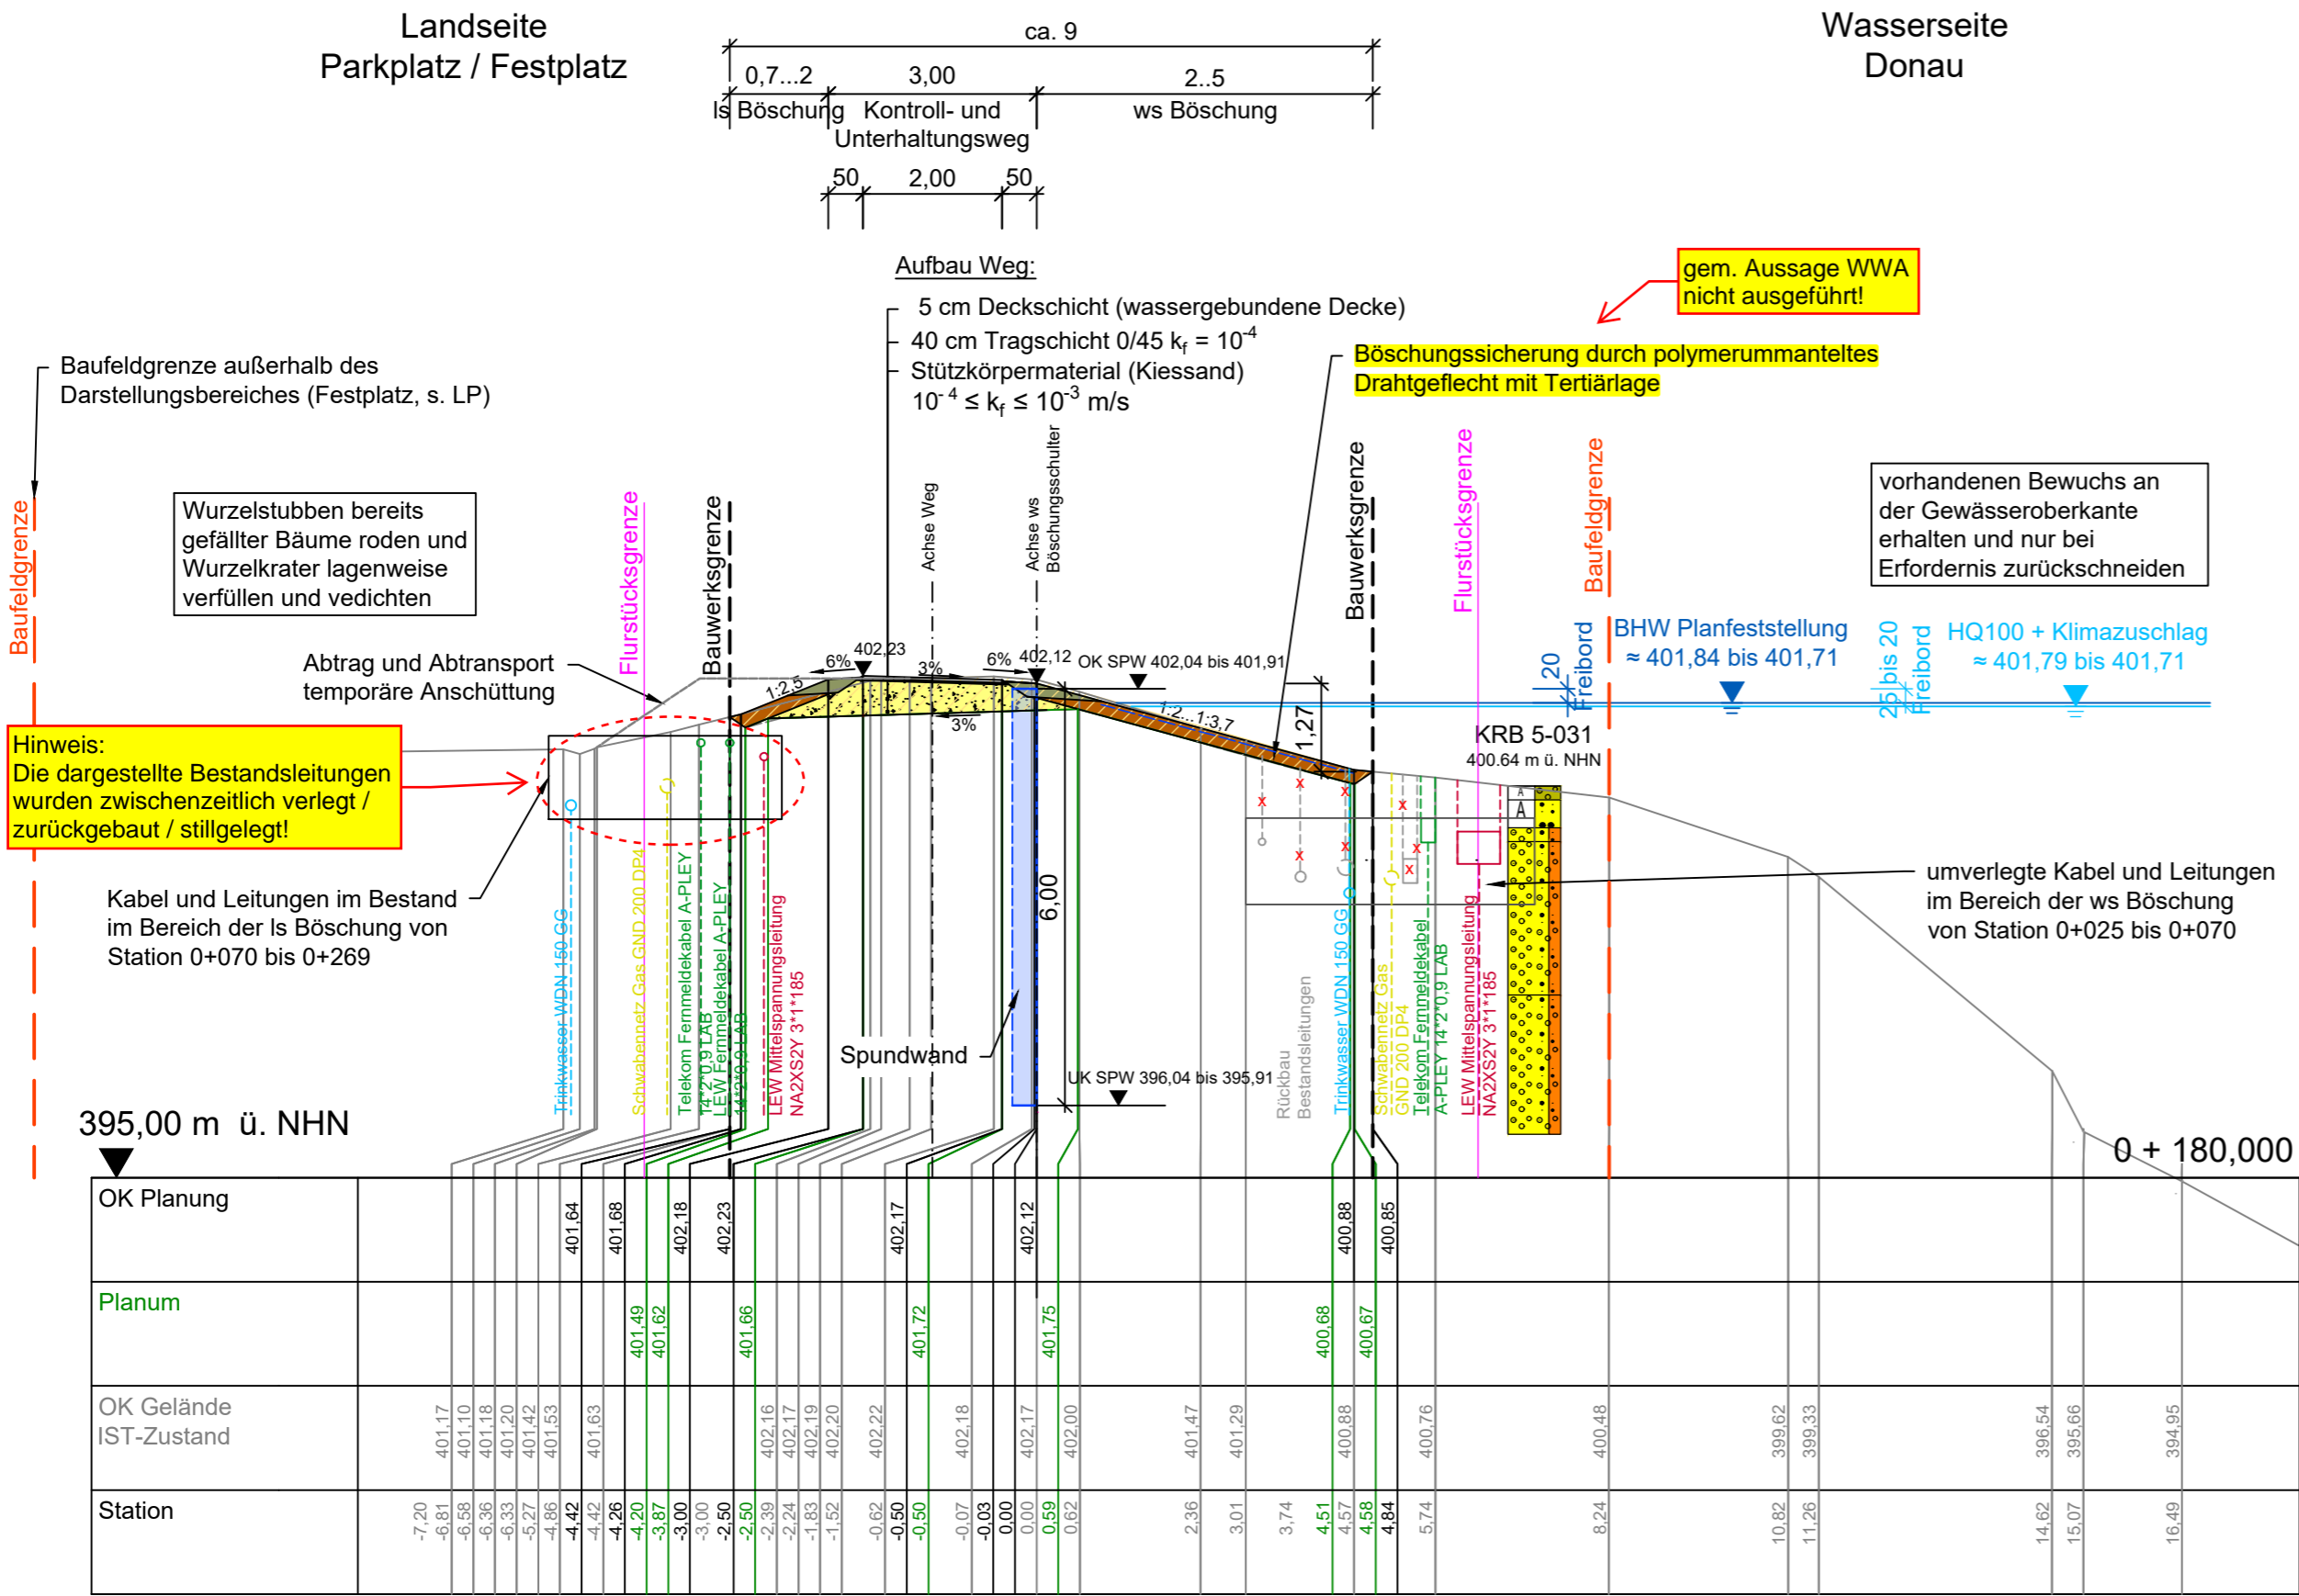 Landseite
Parkplatz / Festplatz
Wasserseite
Donau
ca. 9
0,7...2
3,00
2..5
ls Böschung
Kontroll- und
Unterhaltungsweg
ws Böschung
50
2,00
50
Aufbau Weg:
5 cm Deckschicht (wassergebundene Decke)
40 cm Tragschicht 0/45 kf = 10-4
Stützkörpermaterial (Kiessand)
10- 4 ≤ kf ≤ 10-3 m/s
gem. Aussage WWA
nicht ausgeführt!
Böschungssicherung durch polymerummanteltes
Drahtgeflecht mit Tertiärlage
Baufeldgrenze außerhalb des
Darstellungsbereiches (Festplatz, s. LP)
Baufeldgrenze
Wurzelstubben bereits
gefällter Bäume roden und
Wurzelkrater lagenweise
verfüllen und vedichten
Flurstücksgrenze
Bauwerksgrenze
Achse Weg
Achse ws
Böschungsschulter
Bauwerksgrenze
Flurstücksgrenze
Baufeldgrenze
vorhandenen Bewuchs an
der Gewässeroberkante
erhalten und nur bei
Erfordernis zurückschneiden
Abtrag und Abtransport
temporäre Anschüttung
1:2,5
6%
402,23
3%
6%
402,12
OK SPW 402,04 bis 401,91
3%
1:2...1:3,7
1,27
20
Freibord
BHW Planfeststellung
≈ 401,84 bis 401,71
25 bis 20
Freibord
HQ100 + Klimazuschlag
≈ 401,79 bis 401,71
KRB 5-031
400.64 m ü. NHN
A
A
Hinweis:
Die dargestellte Bestandsleitungen
wurden zwischenzeitlich verlegt /
zurückgebaut / stillgelegt!
Kabel und Leitungen im Bestand
im Bereich der ls Böschung von
Station 0+070 bis 0+269
Trinkwasser WDN 150 GG
Schwabennetz Gas GND 200 DP4
Telekom Fernmeldekabel A-PLEY
14*2*0,9 LAB
LEW Fernmeldekabel A-PLEY
14*2*0,9 LAB
LEW Mittelspannungsleitung
NA2XS2Y 3*1*185
6,00
Spundwand
UK SPW 396,04 bis 395,91
x
x
x
x
x
x
x
x
Rückbau
Bestandsleitungen
Trinkwasser WDN 150 GG
Schwabennetz Gas
GND 200 DP4
Telekom Fernmeldekabel
A-PLEY 14*2*0,9 LAB
LEW Mittelspannungsleitung
NA2XS2Y 3*1*185
umverlegte Kabel und Leitungen
im Bereich der ws Böschung
von Station 0+025 bis 0+070
395,00 m ü. NHN
0 + 180,000
OK Planung
401,64
401,68
402,18
402,23
402,17
402,12
400,88
400,85
Planum
401,49
401,62
401,66
401,72
401,75
400,68
400,67
OK Gelände
IST-Zustand
401,17
401,10
401,18
401,20
401,42
401,53
401,63
402,16
402,17
402,19
402,20
402,22
402,18
402,17
402,00
401,47
401,29
400,88
400,76
400,48
399,62
399,33
396,54
395,66
394,95
Station
-7,20
-6,81
-6,58
-6,36
-6,33
-5,27
-4,86
-4,42
-4,42
-4,26
-4,20
-3,87
-3,00
-3,00
-2,50
-2,50
-2,39
-2,24
-1,83
-1,52
-0,62
-0,50
-0,50
-0,07
-0,03
0,00
0,00
0,59
0,62
2,36
3,01
3,74
4,51
4,57
4,58
4,84
5,74
8,24
10,82
11,26
14,62
15,07
16,49